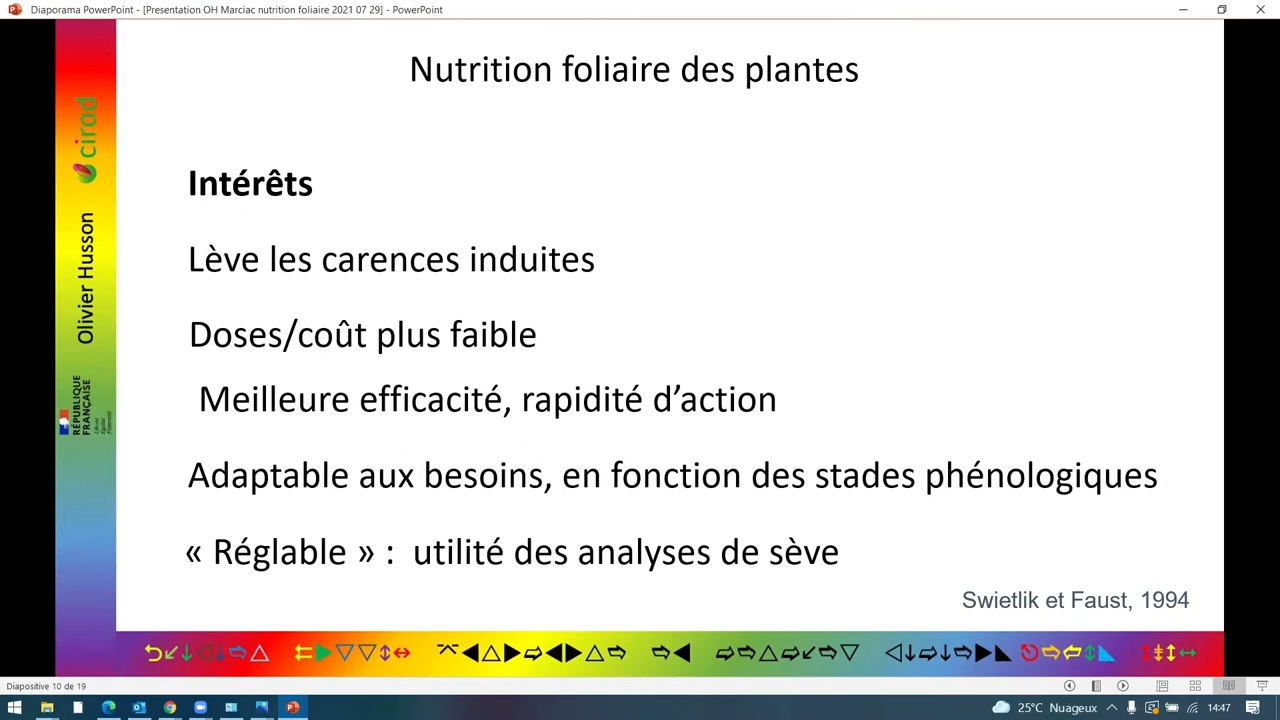 Diaporama PowerPoint - [Presentation OH Marciac nutrition foliaire 2021 07 29] - PowerPoint
Nutrition foliaire des plantes
Intérêts
Lève les carences induites
Doses/coût plus faible
Meilleure efficacité, rapidité d’action
Adaptable aux besoins, en fonction des stades phénologiques
« Réglable » : utilité des analyses de sève
Swietlik et Faust, 1994
cirad
Olivier Husson
RÉPUBLIQUE
FRANÇAISE
Diapositive 10 de 19
25°C Nuageux
14:47